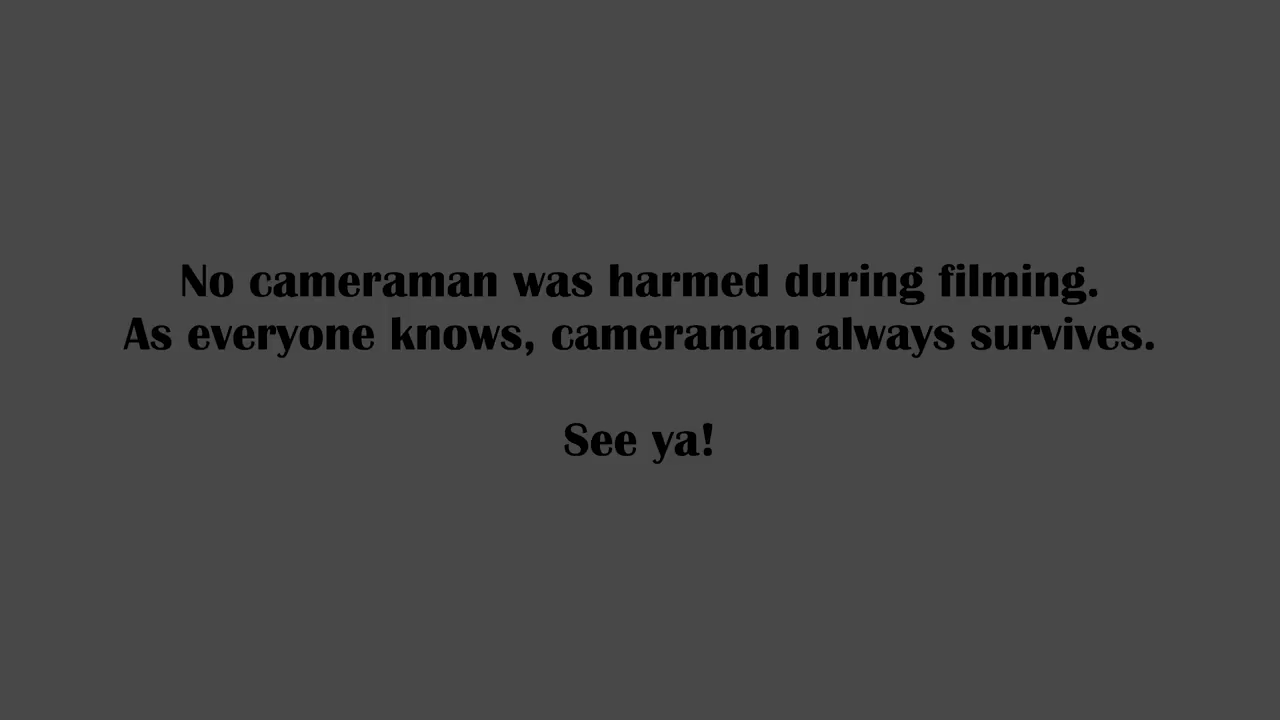 No cameraman was harmed during filming.
As everyone knows, cameraman always survives.
See ya!